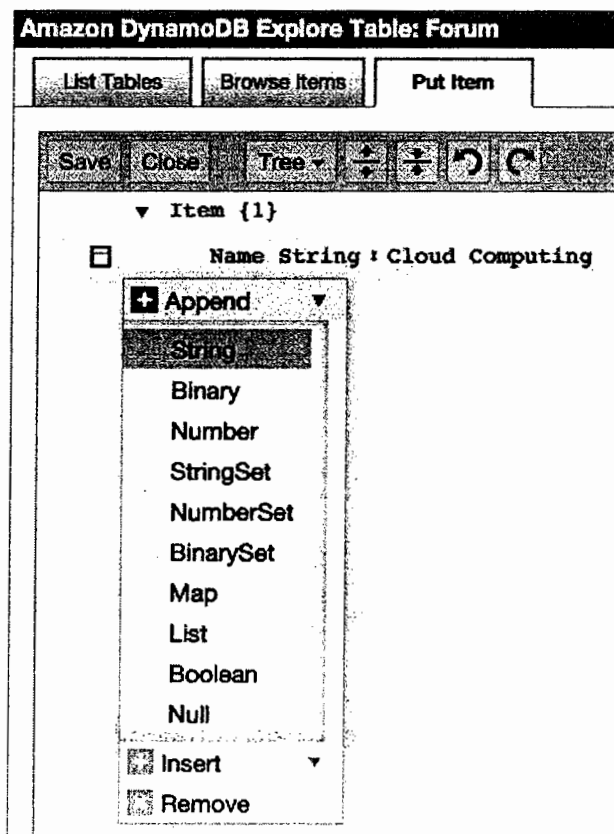 Amazon DynamoDB Explore Table: Forum
List Tables Browse Items Put Item
Save Close Tree
Item {1}
Name String : Cloud Computing
Append
String
Binary
Number
StringSet
NumberSet
BinarySet
Map
List
Boolean
Null
Insert
Remove